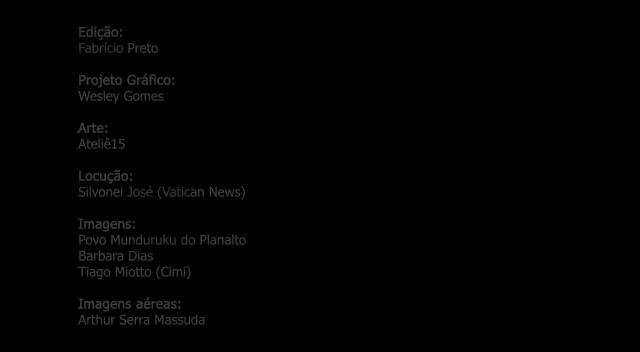 Edição:
Fabrício Preto
Projeto Gráfico:
Wesley Gomes
Arte:
Ateliê15
Locução:
Silvonei José (Vatican News)
Imagens:
Povo Munduruku do Planalto
Barbara Dias
Tiago Miotto (Cimi)
Imagens aéreas:
Arthur Serra Massuda